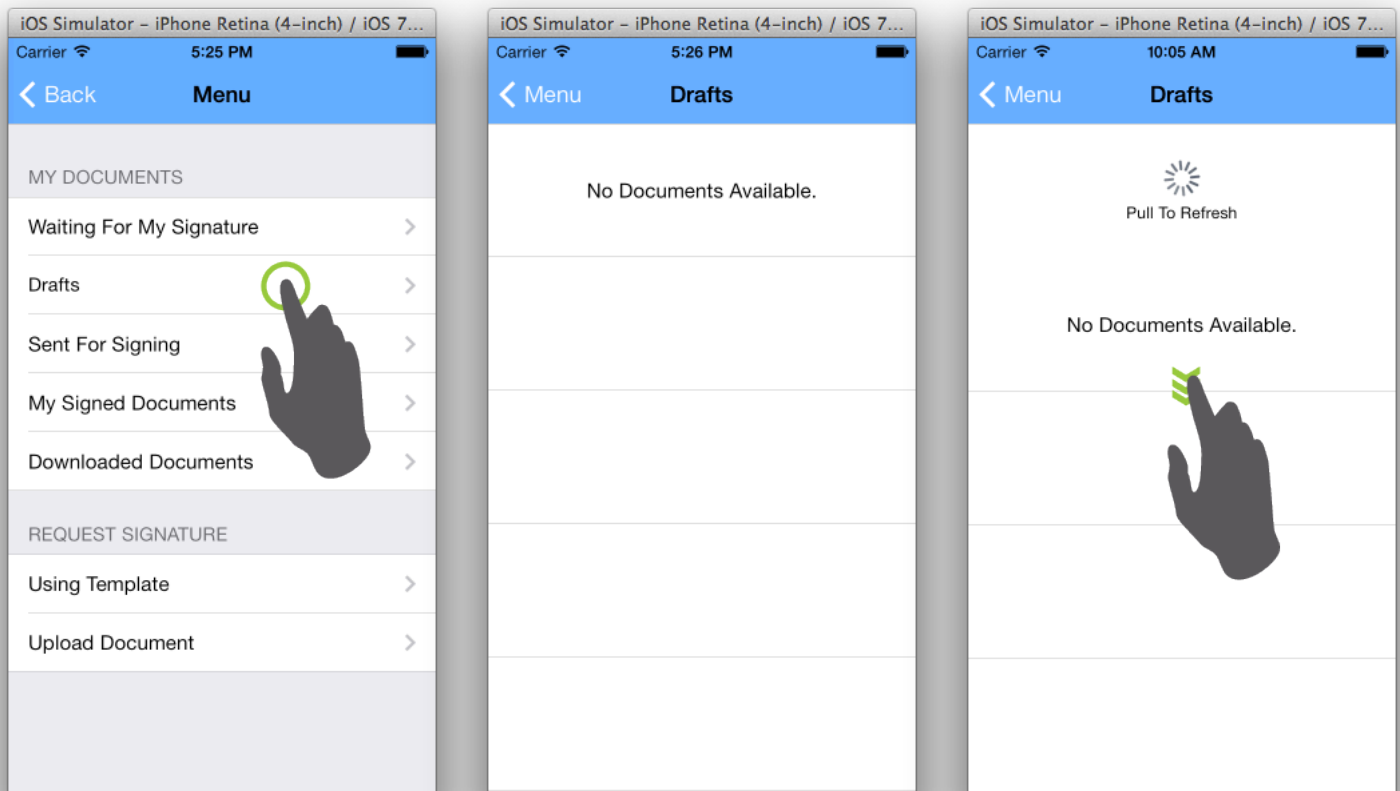 iOS Simulator – iPhone Retina (4-inch) / iOS 7...
Carrier 5:25 PM
Back Menu
MY DOCUMENTS
Waiting For My Signature
Drafts
Sent For Signing
My Signed Documents
Downloaded Documents
REQUEST SIGNATURE
Using Template
Upload Document
iOS Simulator – iPhone Retina (4-inch) / iOS 7...
Carrier 5:26 PM
Menu Drafts
No Documents Available.
iOS Simulator – iPhone Retina (4-inch) / iOS 7...
Carrier 10:05 AM
Menu Drafts
Pull To Refresh
No Documents Available.